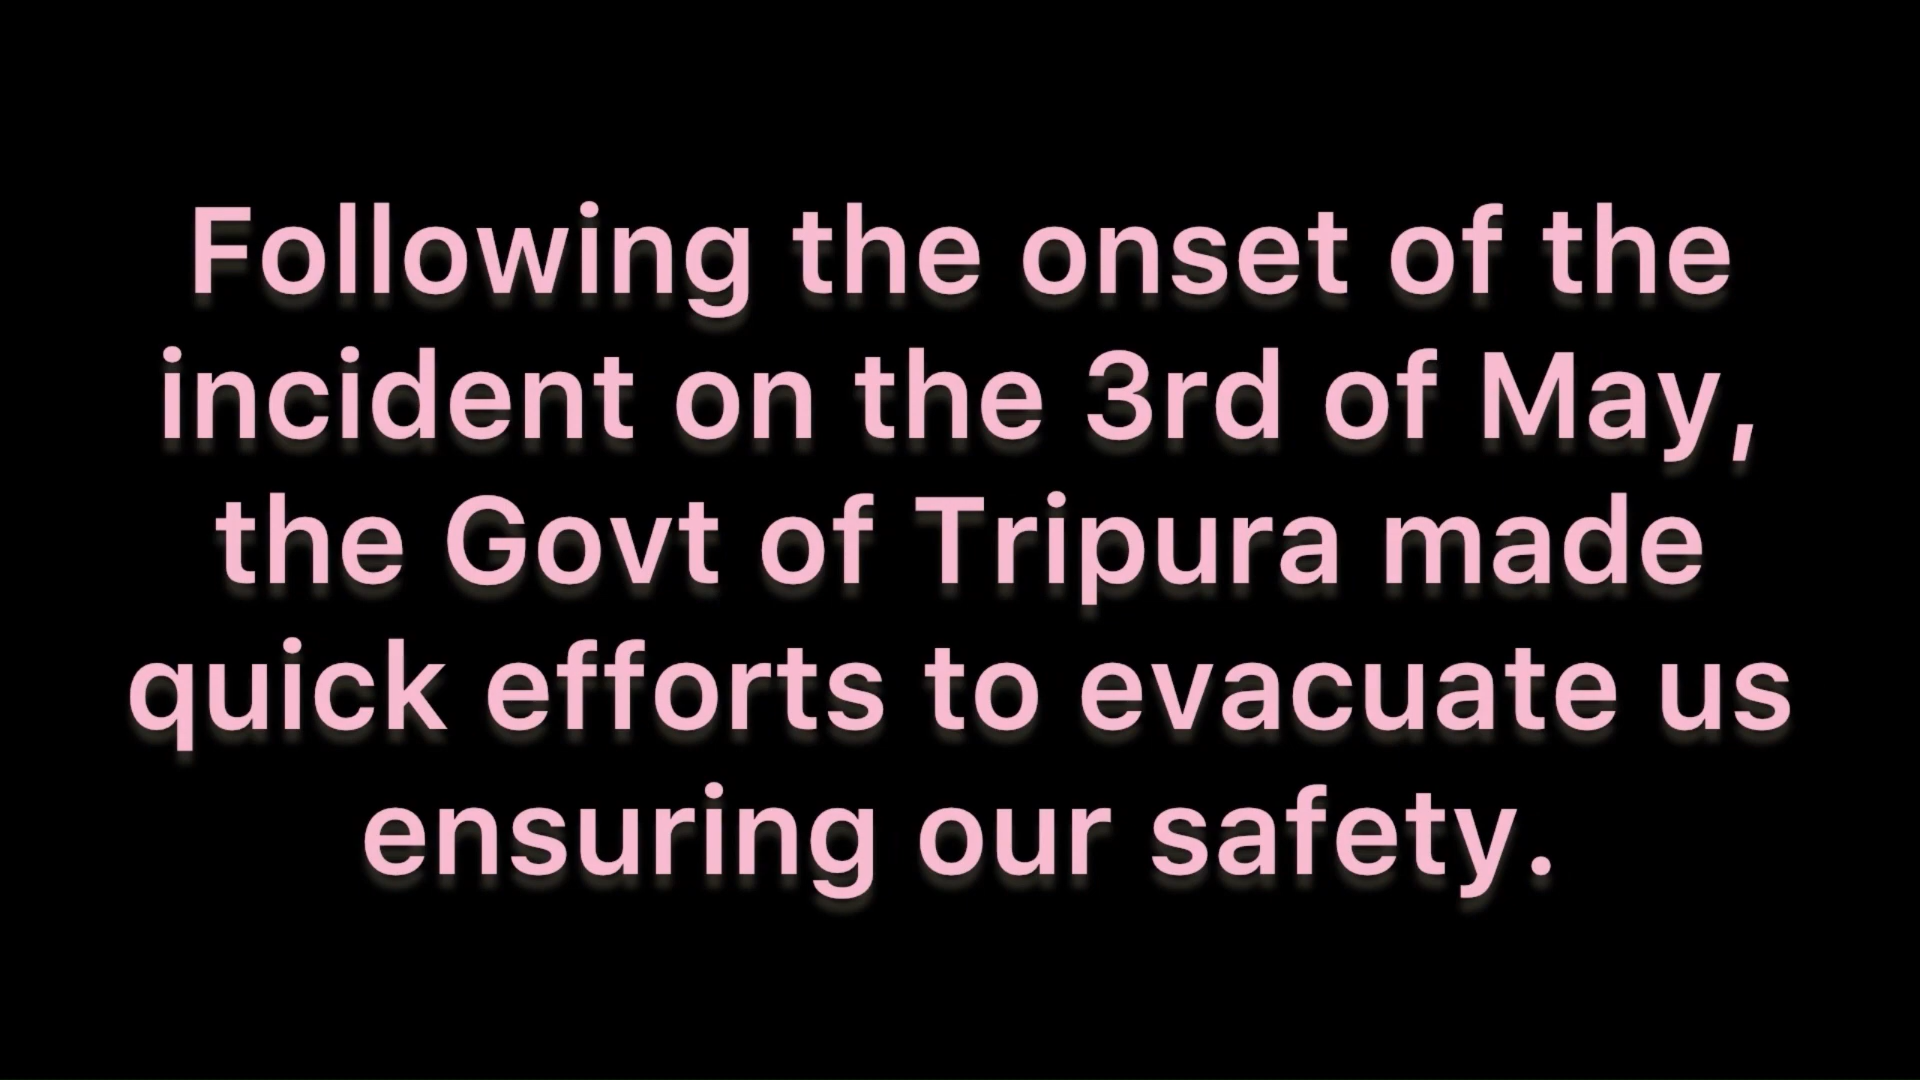 Following the onset of the
incident on the 3rd of May,
the Govt of Tripura made
quick efforts to evacuate us
ensuring our safety.